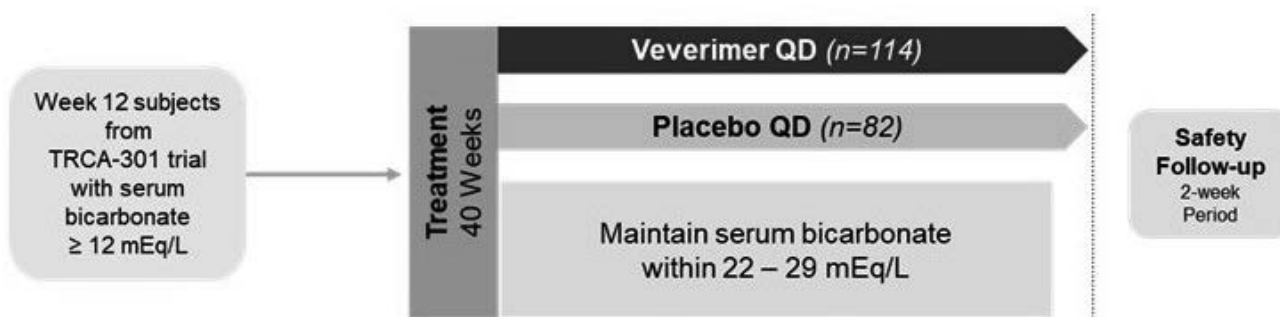 Week 12 subjects
from
TRCA-301 trial
with serum
bicarbonate
≥ 12 mEq/L
Treatment
40 Weeks
Veverimer QD (n=114)
Placebo QD (n=82)
Maintain serum bicarbonate
within 22 – 29 mEq/L
Safety
Follow-up
2-week
Period